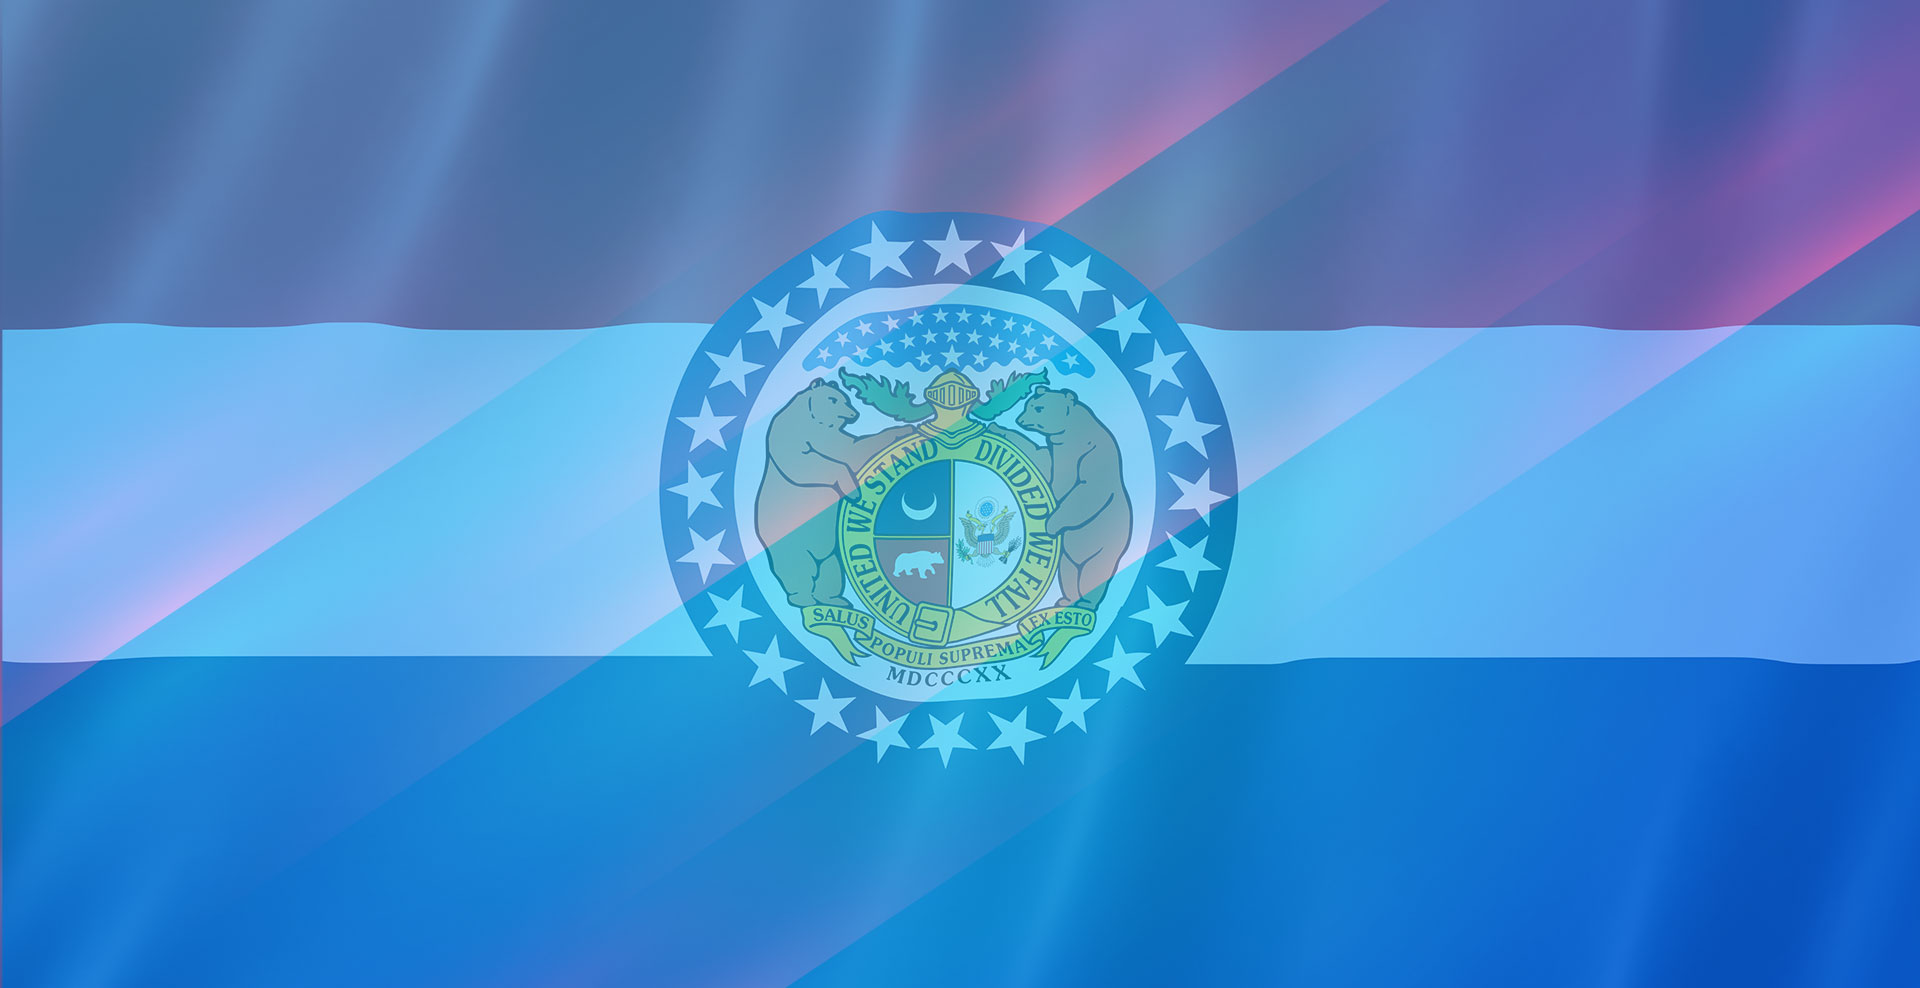 UNITED WE STAND DIVIDED WE FALL
SALUS POPULI SUPREMA LEX ESTO
MDCCCXX